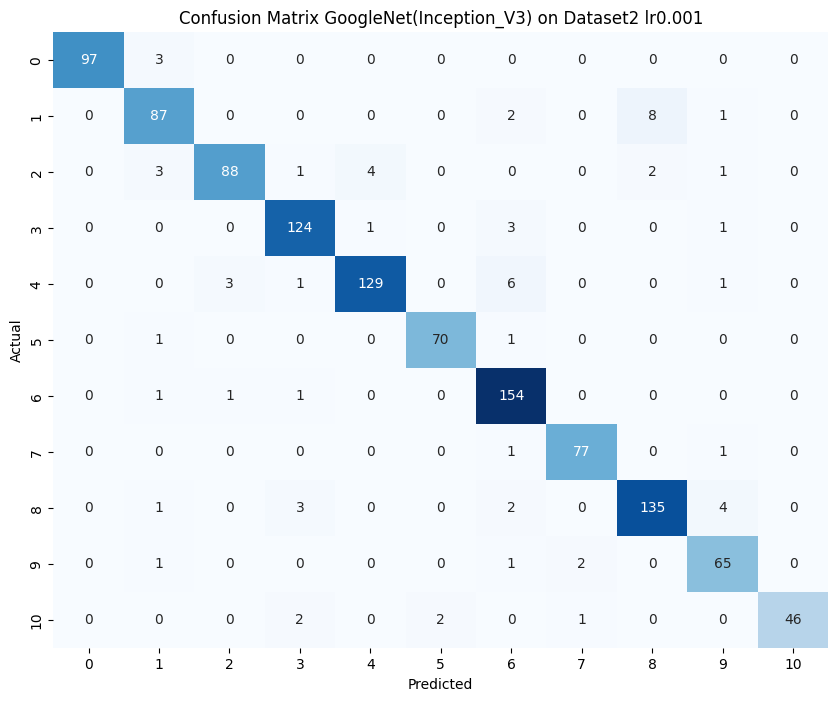 Confusion Matrix GoogleNet(Inception_V3) on Dataset2 lr0.001
0 97 3 0 0 0 0 0 0 0 0 0
1 0 87 0 0 0 0 2 0 8 1 0
2 0 3 88 1 4 0 0 0 2 1 0
3 0 0 0 124 1 0 3 0 0 1 0
4 0 0 3 1 129 0 6 0 0 1 0
Actual
5 0 1 0 0 0 70 1 0 0 0 0
6 0 1 1 1 0 0 154 0 0 0 0
7 0 0 0 0 0 0 1 77 0 1 0
8 0 1 0 3 0 0 2 0 135 4 0
9 0 1 0 0 0 0 1 2 0 65 0
10 0 0 0 2 0 2 0 1 0 0 46
0 1 2 3 4 5 6 7 8 9 10
Predicted